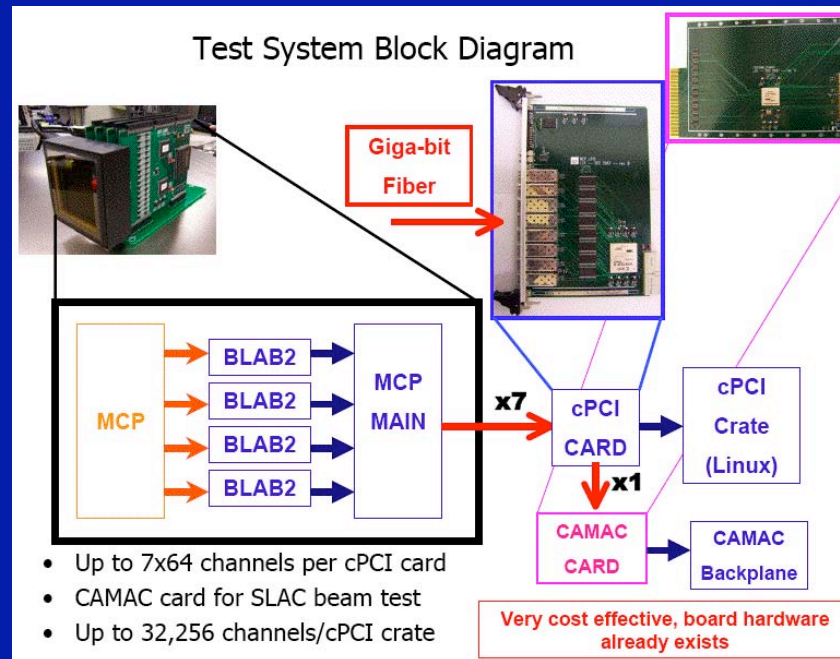 Test System Block Diagram
Giga-bit
Fiber
MCP
BLAB2
BLAB2
BLAB2
BLAB2
MCP
MAIN
x7
cPCI
CARD
cPCI
Crate
(Linux)
x1
CAMAC
CARD
CAMAC
Backplane
• Up to 7x64 channels per cPCI card
• CAMAC card for SLAC beam test
• Up to 32,256 channels/cPCI crate
Very cost effective, board hardware
already exists